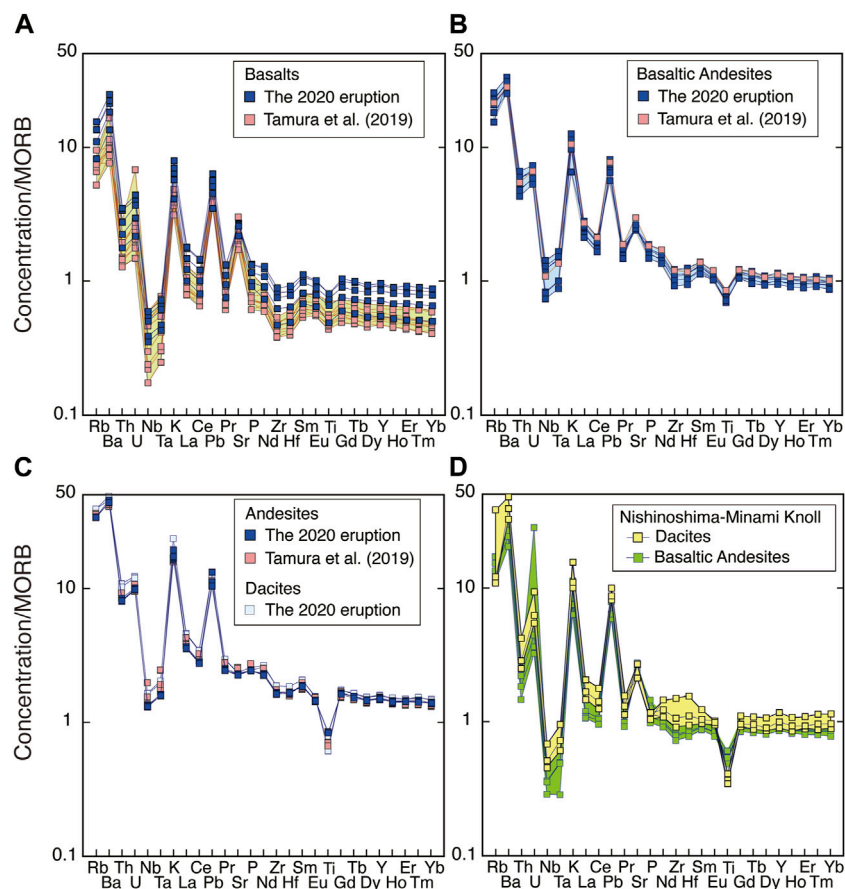 A
50
10
1
0.1
Concentration/MORB
Basalts
The 2020 eruption
Tamura et al. (2019)
Rb Th Nb K Ce Pr P Zr Sm Ti Tb Y Er Yb
Ba U Ta La Pb Sr Nd Hf Eu Gd Dy Ho Tm
B
50
10
1
0.1
Basaltic Andesites
The 2020 eruption
Tamura et al. (2019)
Rb Th Nb K Ce Pr P Zr Sm Ti Tb Y Er Yb
Ba U Ta La Pb Sr Nd Hf Eu Gd Dy Ho Tm
C
50
10
1
0.1
Concentration/MORB
Andesites
The 2020 eruption
Tamura et al. (2019)
Dacites
The 2020 eruption
Rb Th Nb K Ce Pr P Zr Sm Ti Tb Y Er Yb
Ba U Ta La Pb Sr Nd Hf Eu Gd Dy Ho Tm
D
50
10
1
0.1
Nishinoshima-Minami Knoll
Dacites
Basaltic Andesites
Rb Th Nb K Ce Pr P Zr Sm Ti Tb Y Er Yb
Ba U Ta La Pb Sr Nd Hf Eu Gd Dy Ho Tm